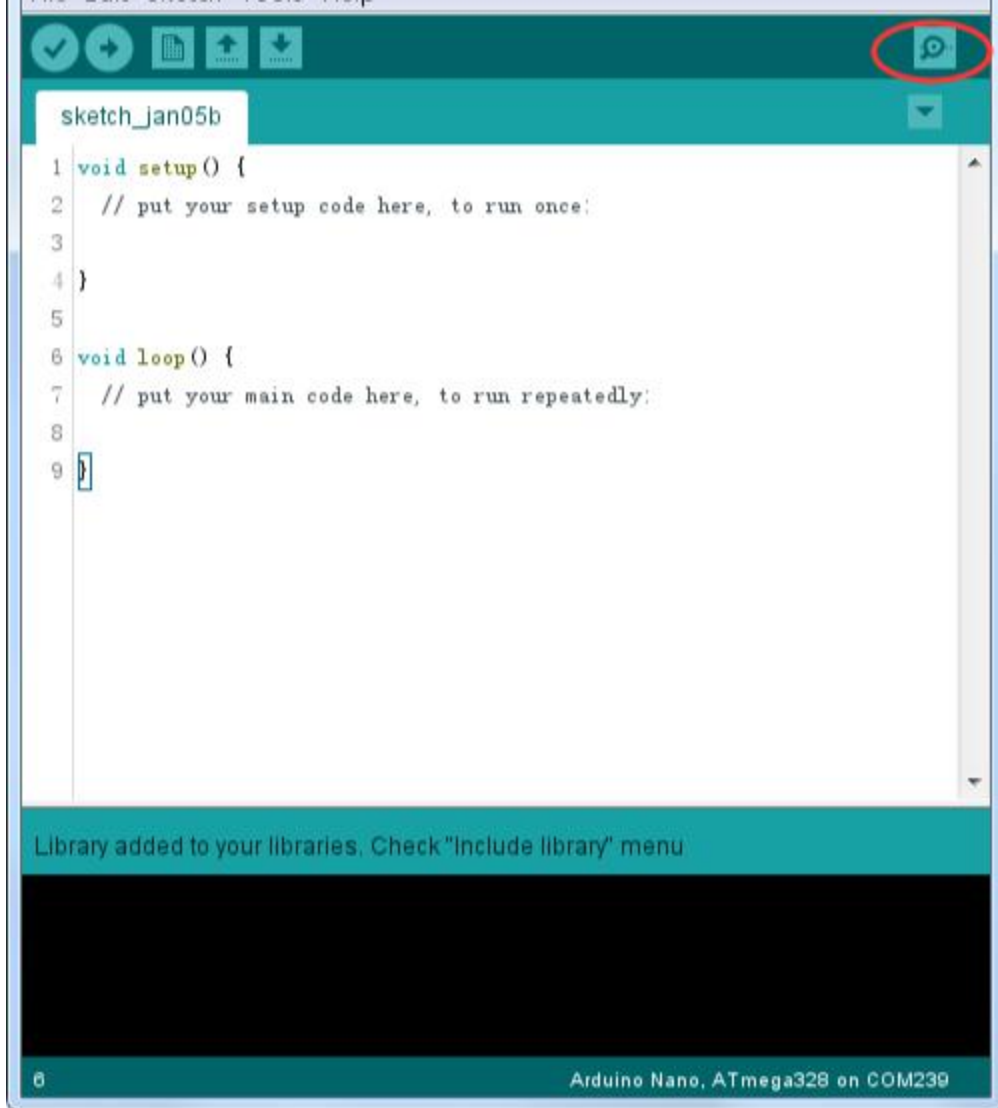 sketch_jan05b
1 void setup() {
2 // put your setup code here, to run once:
3
4 }
5
6 void loop() {
7 // put your main code here, to run repeatedly:
8
9 }
Library added to your libraries. Check "Include library" menu
6 Arduino Nano, ATmega328 on COM239